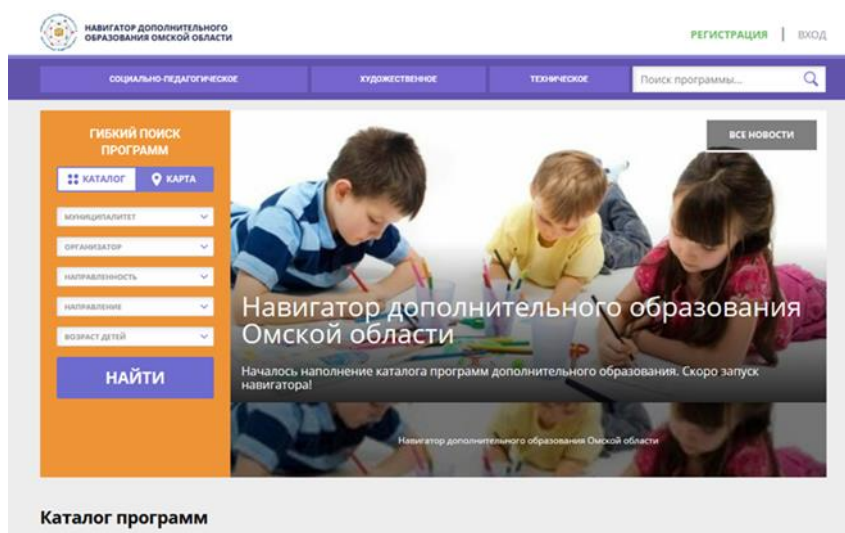 НАВИГАТОР ДОПОЛНИТЕЛЬНОГО
ОБРАЗОВАНИЯ ОМСКОЙ ОБЛАСТИ
РЕГИСТРАЦИЯ | ВХОД
СОЦИАЛЬНО-ПЕДАГОГИЧЕСКОЕ
ХУДОЖЕСТВЕННОЕ
ТЕХНИЧЕСКОЕ
Поиск программы...
ГИБКИЙ ПОИСК
ПРОГРАММ
КАТАЛОГ
КАРТА
МУНИЦИПАЛИТЕТ
ОРГАНИЗАТОР
НАПРАВЛЕННОСТЬ
НАПРАВЛЕНИЕ
ВОЗРАСТ ДЕТЕЙ
НАЙТИ
ВСЕ НОВОСТИ
Навигатор дополнительного образования
Омской области
Началось наполнение каталога программ дополнительного образования. Скоро запуск
навигатора!
Навигатор дополнительного образования Омской области
Каталог программ